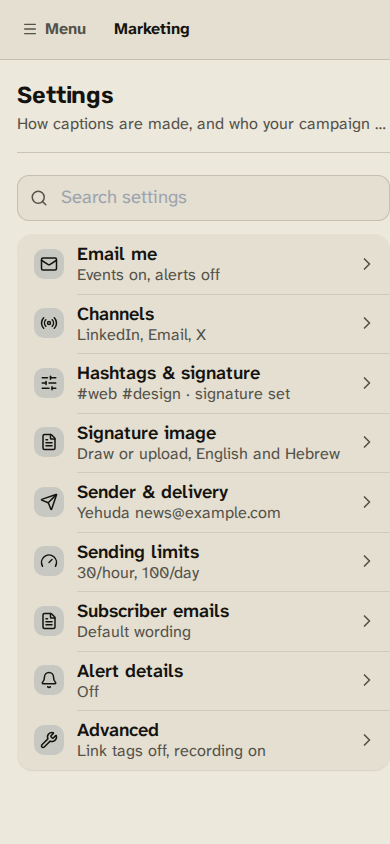 Menu Marketing
Settings
How captions are made, and who your campaign ...
Search settings
Email me
Events on, alerts off
Channels
LinkedIn, Email, X
Hashtags & signature
#web #design · signature set
Signature image
Draw or upload, English and Hebrew
Sender & delivery
Yehuda news@example.com
Sending limits
30/hour, 100/day
Subscriber emails
Default wording
Alert details
Off
Advanced
Link tags off, recording on